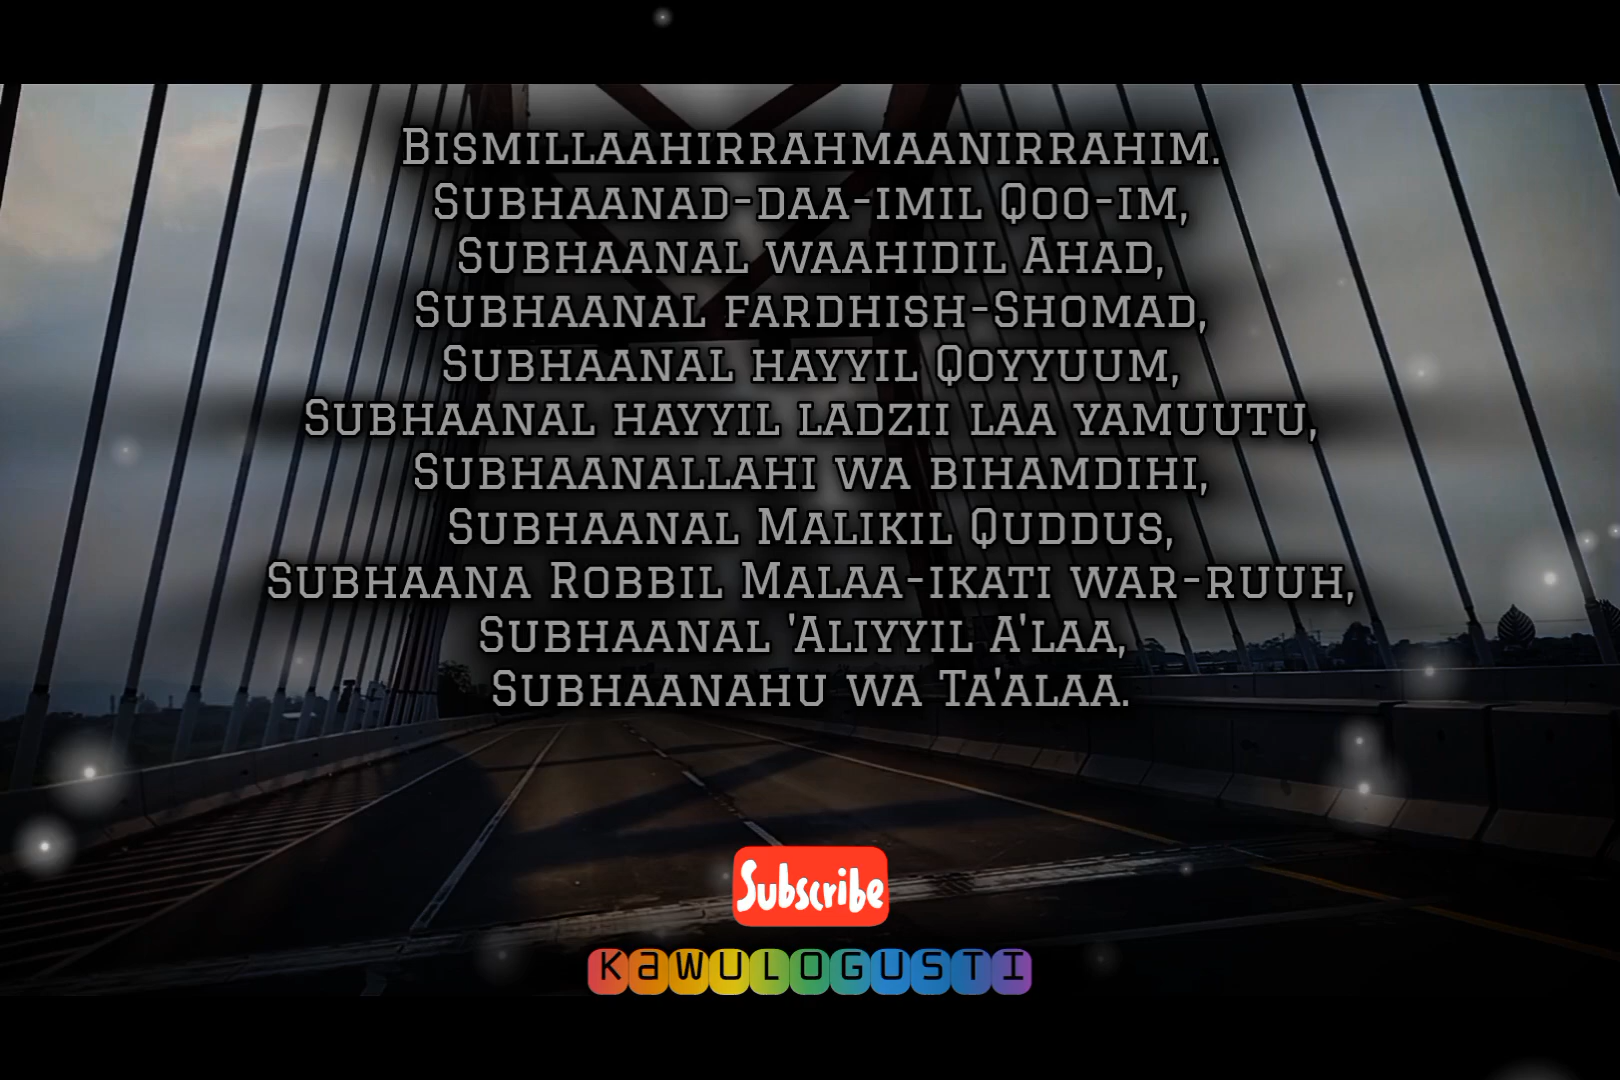 Bismillaahirrahmaanirrahim.
Subhaanad-daa-imil Qoo-im,
Subhaanal waahidil Ahad,
Subhaanal fardhish-Shomad,
Subhaanal hayyil Qoyyuum,
Subhaanal hayyil ladzii laa yamuutu,
Subhaanallahi wa bihamdihi,
Subhaanal Malikil Quddus,
Subhaana Robbil Malaa-ikati war-ruuh,
Subhaanal 'Aliyyil A'laa,
Subhaanahu wa Ta'alaa.
Subscribe
KaWULOGUSTI